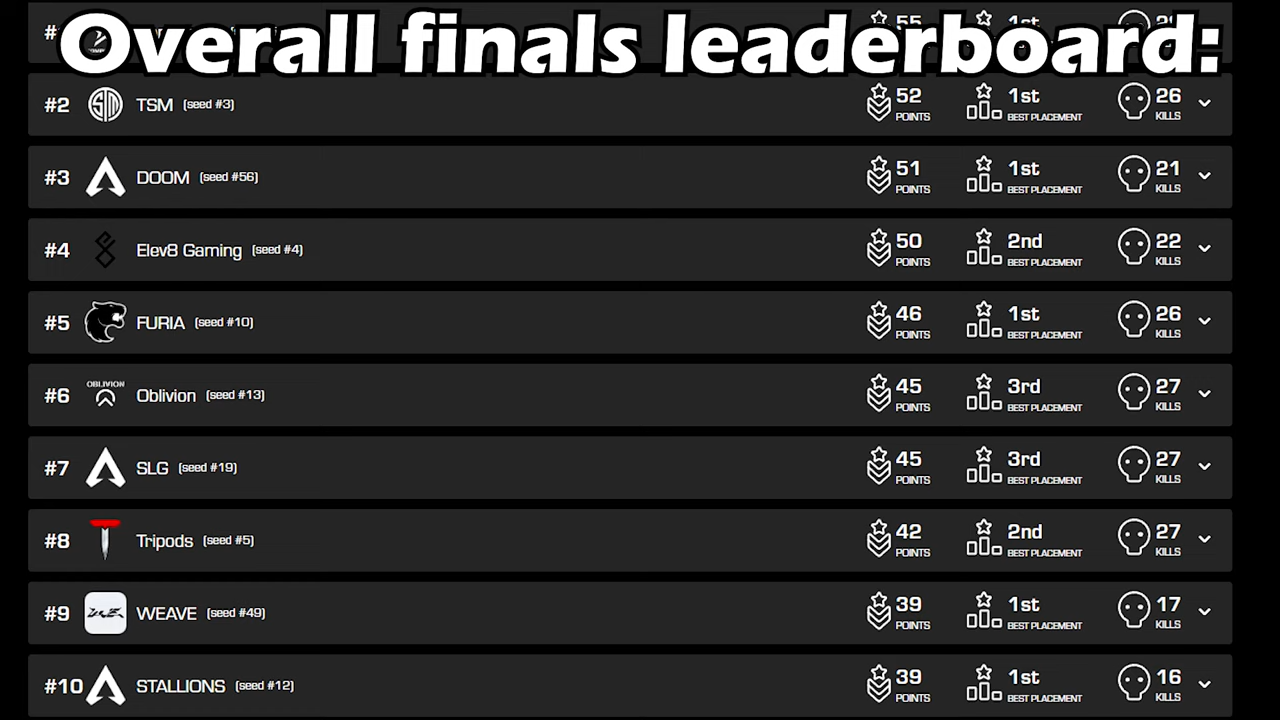 Overall finals leaderboard:
55 1st
#2 TSM (seed #3) 52 POINTS 1st BEST PLACEMENT 26 KILLS
#3 DOOM (seed #56) 51 POINTS 1st BEST PLACEMENT 21 KILLS
#4 Elev8 Gaming (seed #4) 50 POINTS 2nd BEST PLACEMENT 22 KILLS
#5 FURIA (seed #10) 46 POINTS 1st BEST PLACEMENT 26 KILLS
#6 OBLIVION Oblivion (seed #13) 45 POINTS 3rd BEST PLACEMENT 27 KILLS
#7 SLG (seed #19) 45 POINTS 3rd BEST PLACEMENT 27 KILLS
#8 Tripods (seed #5) 42 POINTS 2nd BEST PLACEMENT 27 KILLS
#9 WEAVE (seed #49) 39 POINTS 1st BEST PLACEMENT 17 KILLS
#10 STALLIONS (seed #12) 39 POINTS 1st BEST PLACEMENT 16 KILLS